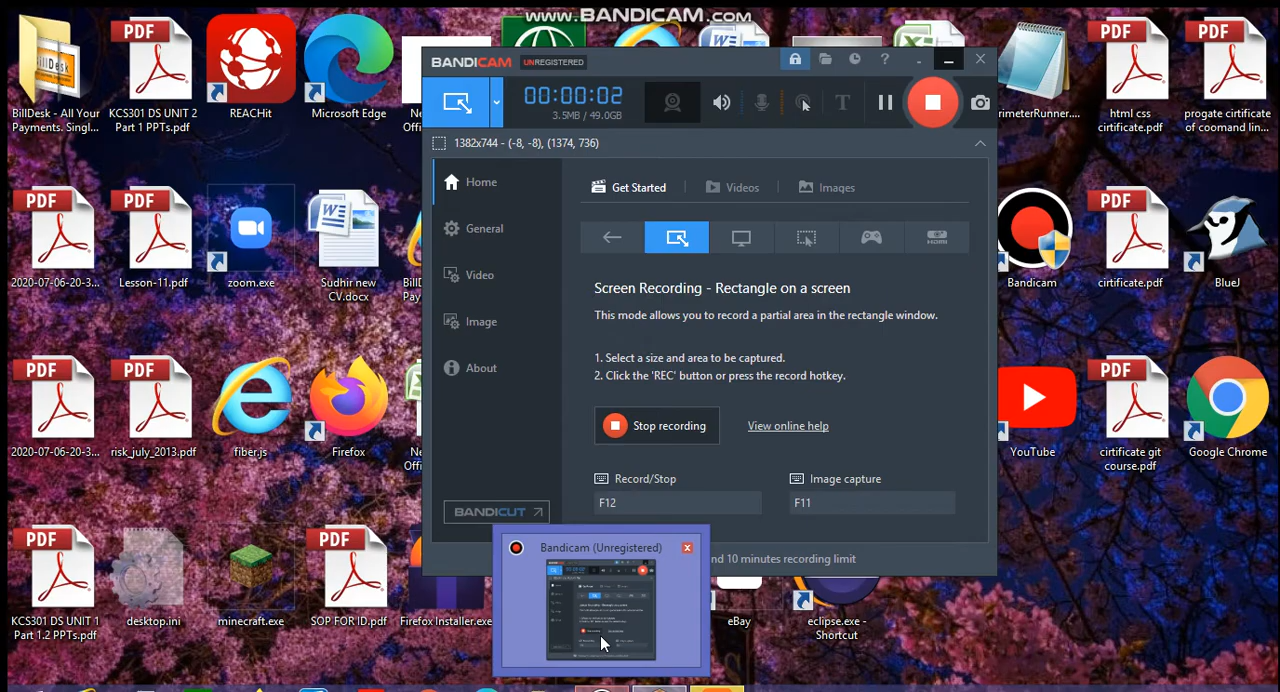 www.BANDICAM.com
BillDesk - All Your
Payments. Singl...
PDF
KCS301 DS UNIT 2
Part 1 PPTs.pdf
REACHit
Microsoft Edge
BANDICAM UNREGISTERED
00:00:02
3.5MB / 49.0GB
1382x744 - (-8, -8), (1374, 736)
Home
General
Video
Image
About
BANDICUT
Get Started
Videos
Images
HDMI
Screen Recording - Rectangle on a screen
This mode allows you to record a partial area in the rectangle window.
1. Select a size and area to be captured.
2. Click the 'REC' button or press the record hotkey.
Stop recording
View online help
Record/Stop
Image capture
F12
F11
nd 10 minutes recording limit
Bandicam (Unregistered)
rimeterRunner....
PDF
html css
cirtificate.pdf
PDF
progate cirtificate
of coomand lin...
PDF
2020-07-06-20-3...
PDF
Lesson-11.pdf
zoom.exe
Sudhir new
CV.docx
Bandicam
PDF
cirtificate.pdf
BlueJ
PDF
2020-07-06-20-3...
PDF
risk_july_2013.pdf
fiber.js
Firefox
YouTube
PDF
cirtificate git
course.pdf
Google Chrome
PDF
KCS301 DS UNIT 1
Part 1.2 PPTs.pdf
desktop.ini
minecraft.exe
PDF
SOP FOR ID.pdf
Firefox Installer.exe
eBay
eclipse.exe -
Shortcut